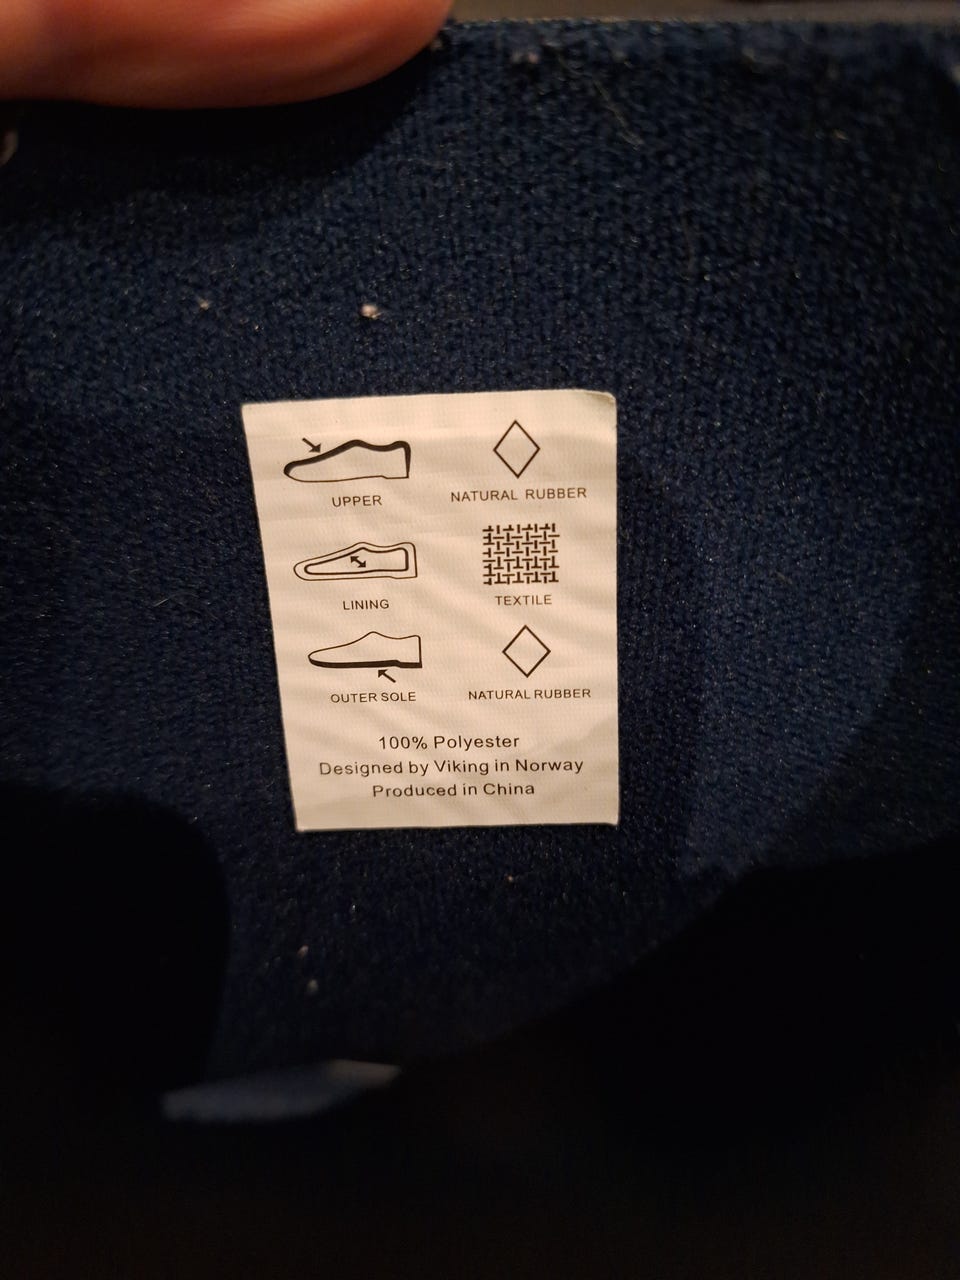 UPPER NATURAL RUBBER
LINING TEXTILE
OUTER SOLE NATURAL RUBBER
100% Polyester
Designed by Viking in Norway
Produced in China